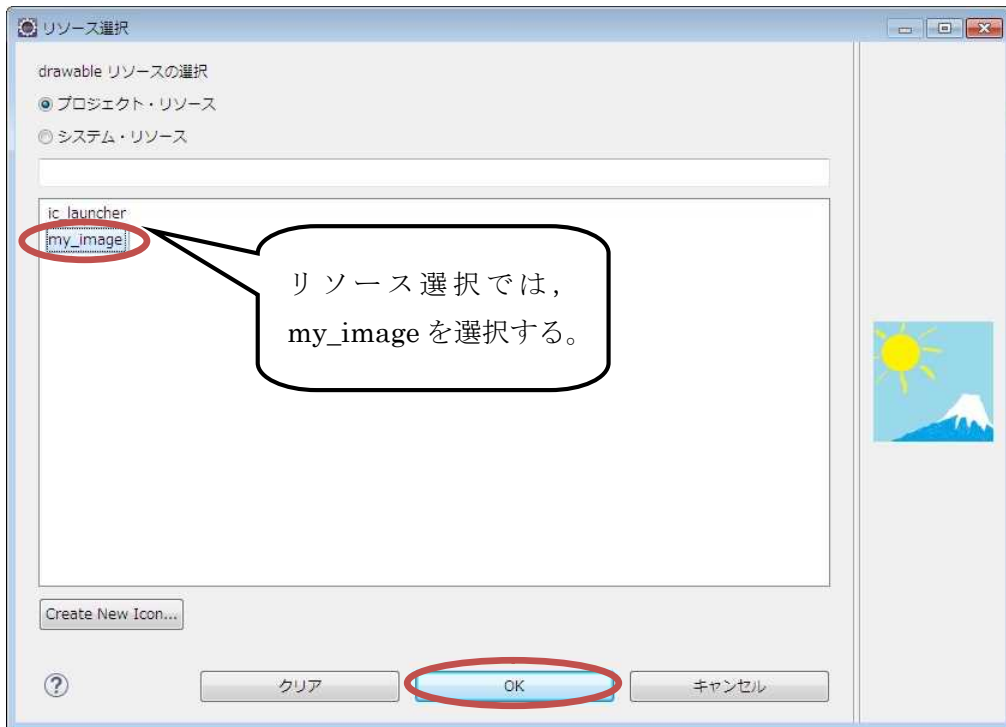 リソース選択
drawable リソースの選択
プロジェクト・リソース
システム・リソース
ic_launcher
my_image
リソース選択では，
my_image を選択する。
Create New Icon...
?
クリア
OK
キャンセル